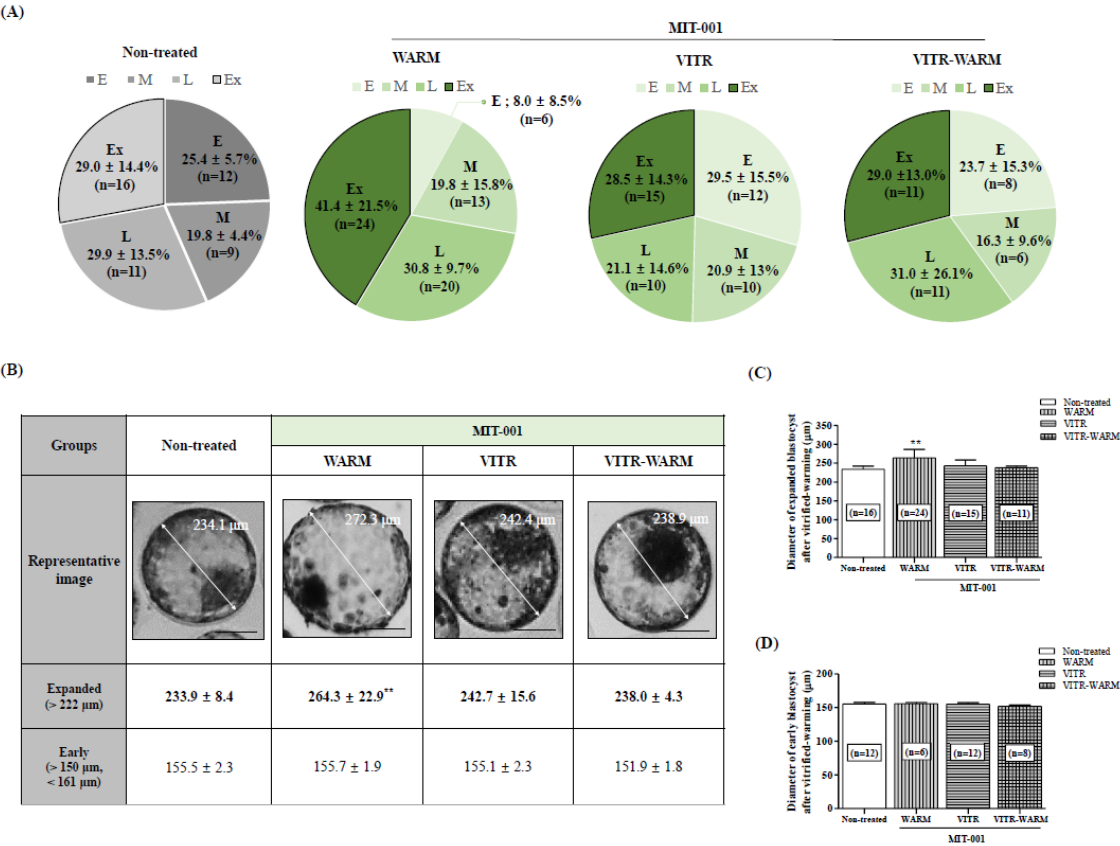 (A)
MIT-001
Non-treated
WARM
VITR
VITR-WARM
E M L Ex
E M L Ex
E M L Ex
E M L Ex
Ex
29.0 ± 14.4%
(n=16)
E
25.4 ± 5.7%
(n=12)
M
19.8 ± 4.4%
(n=9)
L
29.9 ± 13.5%
(n=11)
E ; 8.0 ± 8.5%
(n=6)
M
19.8 ± 15.8%
(n=13)
Ex
41.4 ± 21.5%
(n=24)
L
30.8 ± 9.7%
(n=20)
Ex
28.5 ± 14.3%
(n=15)
E
29.5 ± 15.5%
(n=12)
L
21.1 ± 14.6%
(n=10)
M
20.9 ± 13%
(n=10)
Ex
29.0 ±13.0%
(n=11)
E
23.7 ± 15.3%
(n=8)
M
16.3 ± 9.6%
(n=6)
L
31.0 ± 26.1%
(n=11)
(B)
Groups
Non-treated
MIT-001
WARM
VITR
VITR-WARM
Representative
image
234.1 µm
272.3 µm
242.4 µm
238.9 µm
Expanded
(> 222 µm)
233.9 ± 8.4
264.3 ± 22.9**
242.7 ± 15.6
238.0 ± 4.3
Early
(> 150 µm,
< 161 µm)
155.5 ± 2.3
155.7 ± 1.9
155.1 ± 2.3
151.9 ± 1.8
(C)
Non-treated
WARM
VITR
VITR-WARM
Diameter of expanded blastocyst
after vitrified-warming (µm)
350
300
250
200
150
100
50
0
**
(n=16)
(n=24)
(n=15)
(n=11)
Non-treated
WARM
VITR
VITR-WARM
MIT-001
(D)
Non-treated
WARM
VITR
VITR-WARM
Diameter of early blastocyst
after vitrified-warming (µm)
200
150
100
50
0
(n=12)
(n=6)
(n=12)
(n=8)
Non-treated
WARM
VITR
VITR-WARM
MIT-001